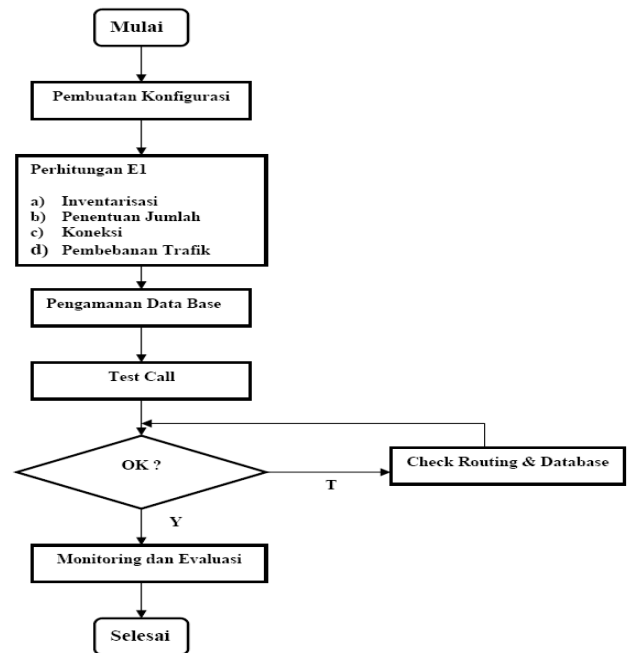 Mulai
Pembuatan Konfigurasi
Perhitungan E1
a) Inventarisasi
b) Penentuan Jumlah
c) Koneksi
d) Pembebanan Trafik
Pengamanan Data Base
Test Call
OK ?
T
Check Routing & Database
Y
Monitoring dan Evaluasi
Selesai